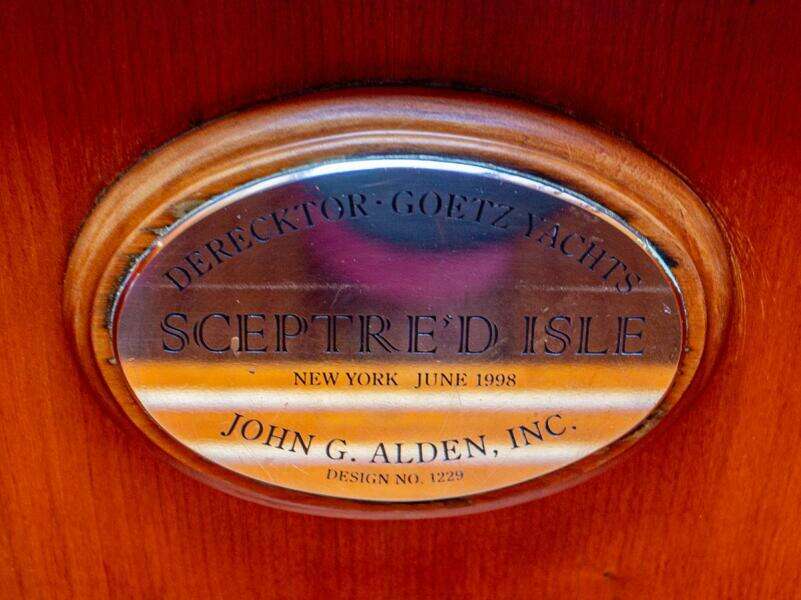 DERECKTOR · GOETZ YACHTS
SCEPTRE'D ISLE
NEW YORK JUNE 1998
JOHN G. ALDEN, INC.
DESIGN NO. 1229